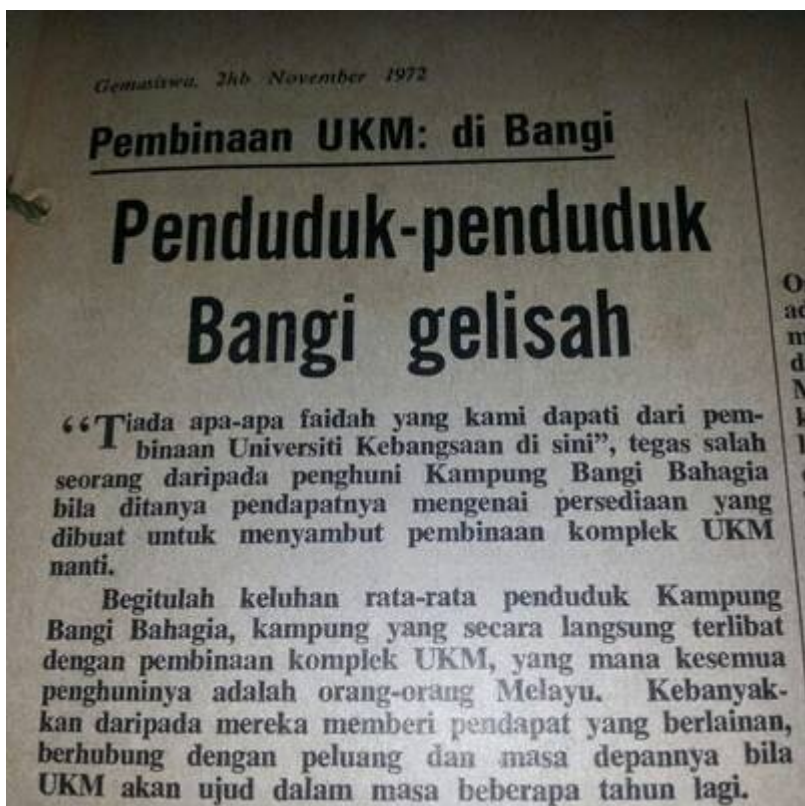 Gemasiswa, 2hb November 1972
Pembinaan UKM: di Bangi
Penduduk-penduduk
Bangi gelisah
“Tiada apa-apa faidah yang kami dapati dari pem-
binaan Universiti Kebangsaan di sini”, tegas salah
seorang daripada penghuni Kampung Bangi Bahagia
bila ditanya pendapatnya mengenai persediaan yang
dibuat untuk menyambut pembinaan komplek UKM
nanti.
Begitulah keluhan rata-rata penduduk Kampung
Bangi Bahagia, kampung yang secara langsung terlibat
dengan pembinaan komplek UKM, yang mana kesemua
penghuninya adalah orang-orang Melayu. Kebanyak-
kan daripada mereka memberi pendapat yang berlainan,
berhubung dengan peluang dan masa depannya bila
UKM akan ujud dalam masa beberapa tahun lagi.